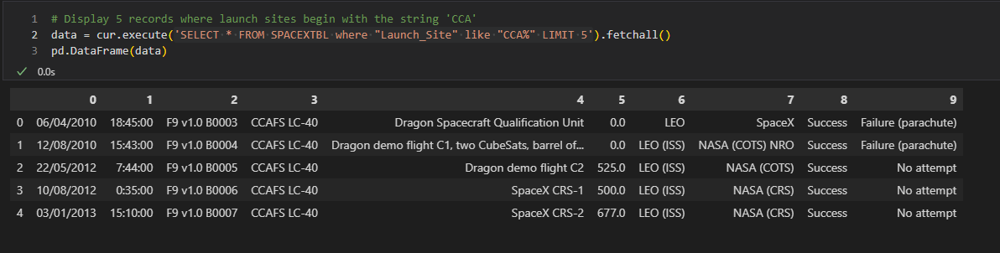 1 # Display 5 records where launch sites begin with the string 'CCA'
2 data = cur.execute('SELECT * FROM SPACEXTBL where "Launch_Site" like "CCA%" LIMIT 5').fetchall()
3 pd.DataFrame(data)
0.0s
0 1 2 3 4 5 6 7 8 9
0 06/04/2010 18:45:00 F9 v1.0 B0003 CCAFS LC-40 Dragon Spacecraft Qualification Unit 0.0 LEO SpaceX Success Failure (parachute)
1 12/08/2010 15:43:00 F9 v1.0 B0004 CCAFS LC-40 Dragon demo flight C1, two CubeSats, barrel of... 0.0 LEO (ISS) NASA (COTS) NRO Success Failure (parachute)
2 22/05/2012 7:44:00 F9 v1.0 B0005 CCAFS LC-40 Dragon demo flight C2 525.0 LEO (ISS) NASA (COTS) Success No attempt
3 10/08/2012 0:35:00 F9 v1.0 B0006 CCAFS LC-40 SpaceX CRS-1 500.0 LEO (ISS) NASA (CRS) Success No attempt
4 03/01/2013 15:10:00 F9 v1.0 B0007 CCAFS LC-40 SpaceX CRS-2 677.0 LEO (ISS) NASA (CRS) Success No attempt